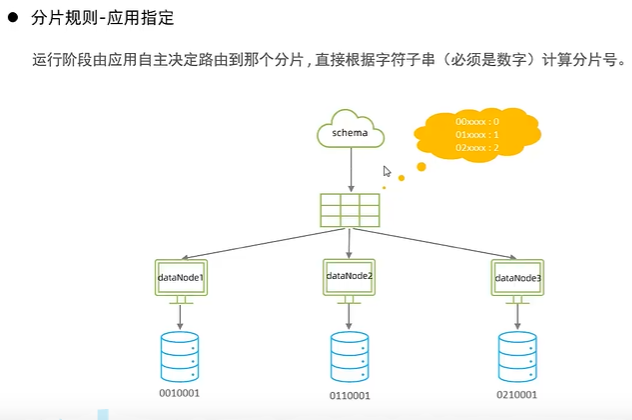 ● 分片规则-应用指定
运行阶段由应用自主决定路由到那个分片 , 直接根据字符子串（必须是数字）计算分片号。
schema
00xxxx : 0
01xxxx : 1
02xxxx : 2
dataNode1
dataNode2
dataNode3
0010001
0110001
0210001